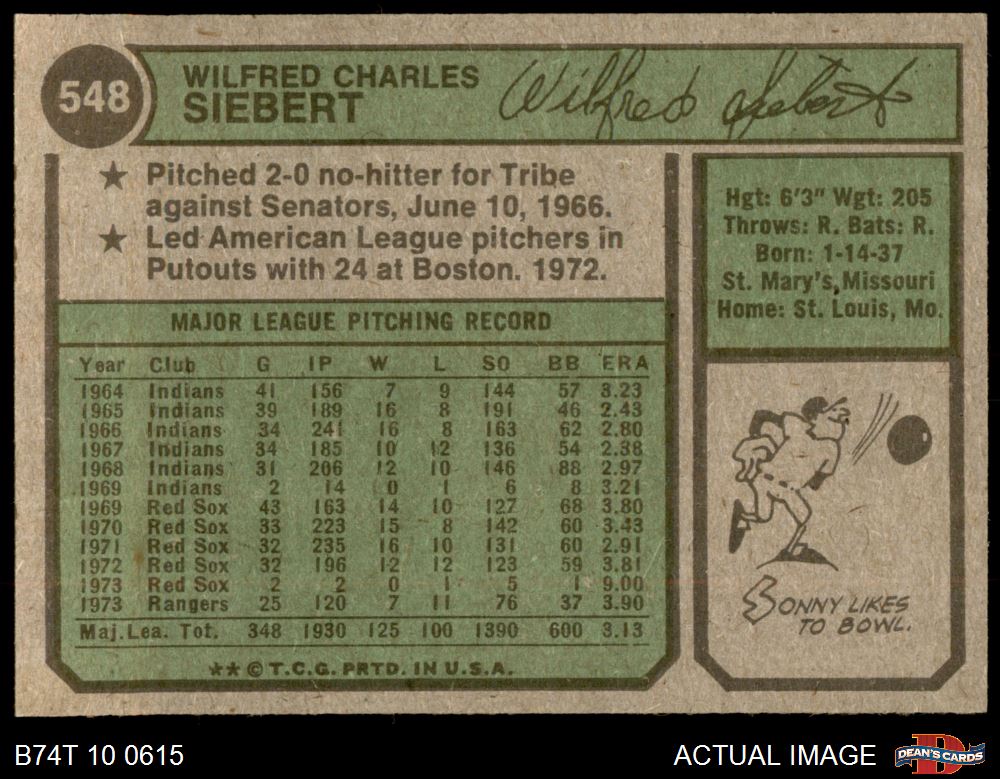 548
WILFRED CHARLES
SIEBERT
Wilfred Siebert
★ Pitched 2-0 no-hitter for Tribe
against Senators, June 10, 1966.
★ Led American League pitchers in
Putouts with 24 at Boston. 1972.
Hgt: 6'3" Wgt: 205
Throws: R. Bats: R.
Born: 1-14-37
St. Mary's, Missouri
Home: St. Louis, Mo.
MAJOR LEAGUE PITCHING RECORD
Year Club G IP W L SO BB ERA
1964 Indians 41 156 7 9 144 57 3.23
1965 Indians 39 189 16 8 191 46 2.43
1966 Indians 34 241 16 8 163 62 2.80
1967 Indians 34 185 10 12 136 54 2.38
1968 Indians 31 206 12 10 146 88 2.97
1969 Indians 2 14 0 1 6 8 3.21
1969 Red Sox 43 163 14 10 127 68 3.80
1970 Red Sox 33 223 15 8 142 60 3.43
1971 Red Sox 32 235 16 10 131 60 2.91
1972 Red Sox 32 196 12 12 123 59 3.81
1973 Red Sox 2 2 0 1 5 1 9.00
1973 Rangers 25 120 7 11 76 37 3.90
Maj.Lea. Tot. 348 1930 125 100 1390 600 3.13
★★ © T.C.G. PRTD. IN U.S.A.
SONNY LIKES
TO BOWL.
B74T 10 0615
ACTUAL IMAGE
DEAN'S CARDS